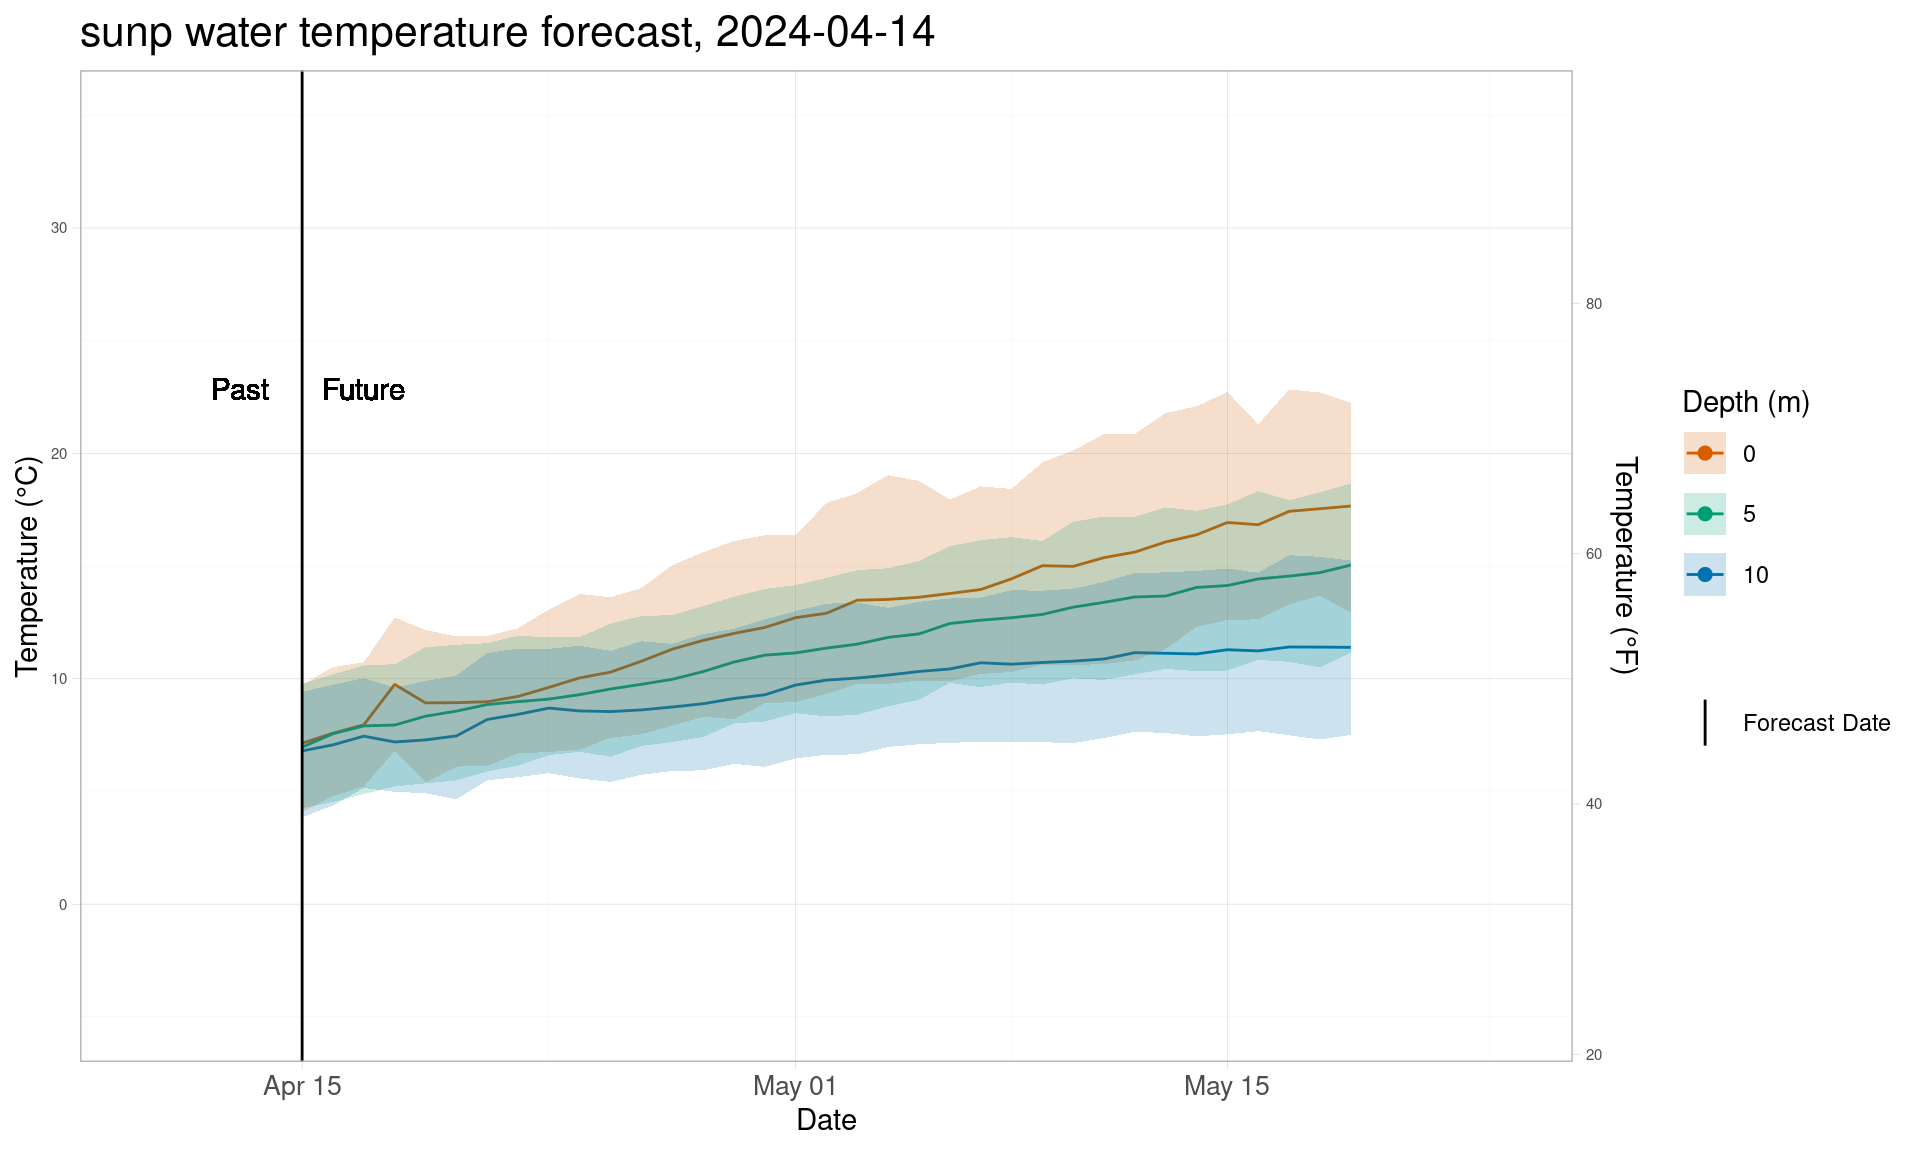 sunp water temperature forecast, 2024-04-14
Past
Future
Temperature (°C)
30
20
10
0
Temperature (°F)
80
60
40
20
Apr 15
May 01
May 15
Date
Depth (m)
0
5
10
Forecast Date